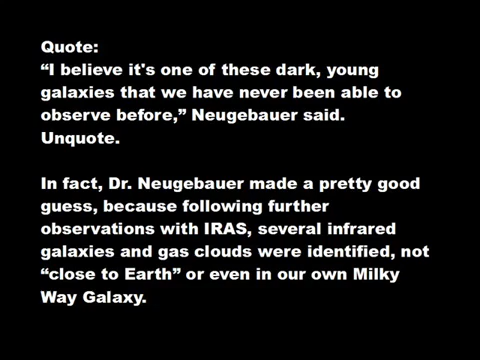 Quote:
“I believe it's one of these dark, young
galaxies that we have never been able to
observe before,” Neugebauer said.
Unquote.
In fact, Dr. Neugebauer made a pretty good
guess, because following further
observations with IRAS, several infrared
galaxies and gas clouds were identified, not
“close to Earth” or even in our own Milky
Way Galaxy.